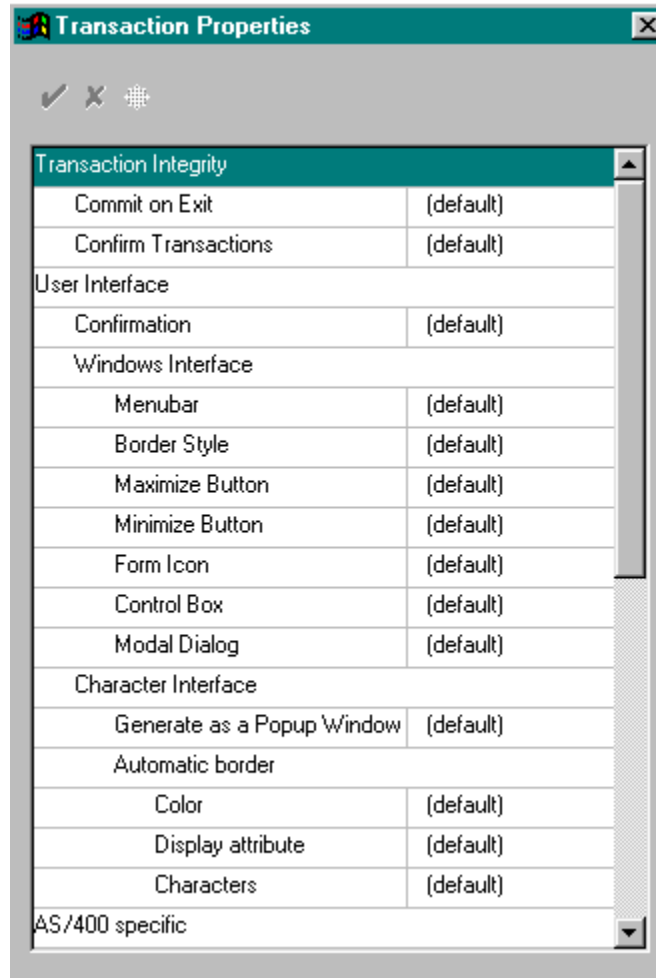 Transaction Properties
Transaction Integrity
Commit on Exit (default)
Confirm Transactions (default)
User Interface
Confirmation (default)
Windows Interface
Menubar (default)
Border Style (default)
Maximize Button (default)
Minimize Button (default)
Form Icon (default)
Control Box (default)
Modal Dialog (default)
Character Interface
Generate as a Popup Window (default)
Automatic border
Color (default)
Display attribute (default)
Characters (default)
AS/400 specific